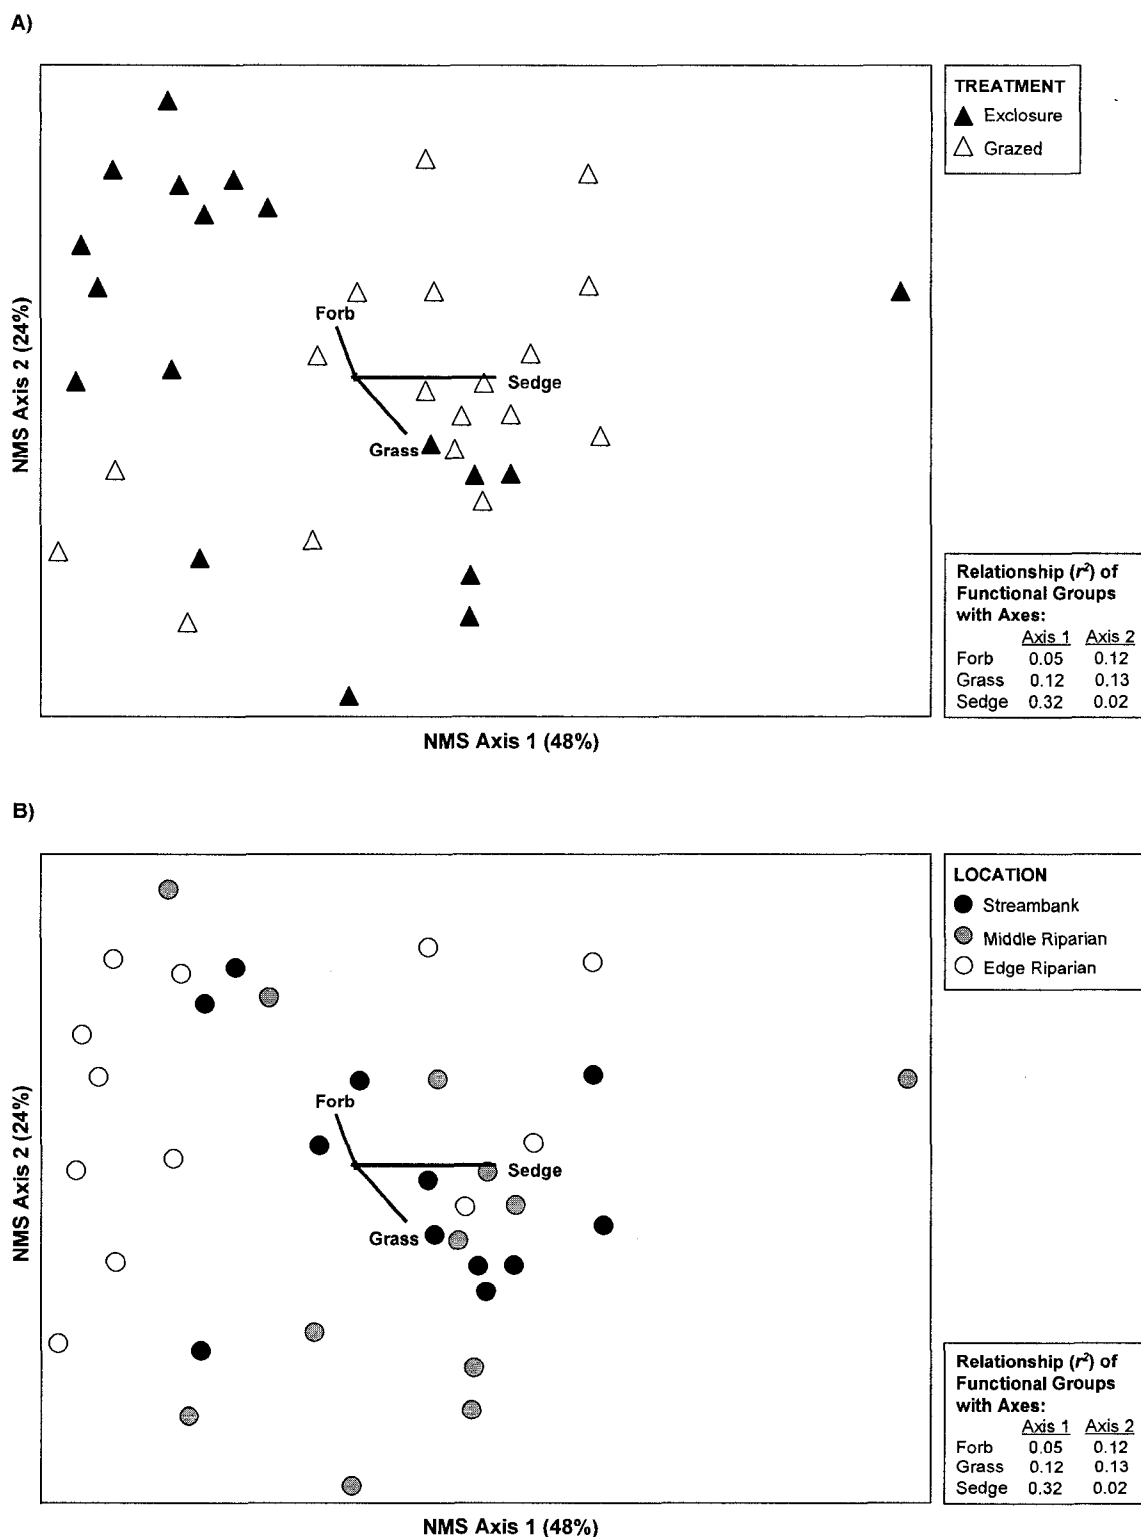 A)
TREATMENT
Exclosure
Grazed
Forb
Sedge
Grass
NMS Axis 2 (24%)
Relationship (r²) of
Functional Groups
with Axes:
Axis 1 Axis 2
Forb 0.05 0.12
Grass 0.12 0.13
Sedge 0.32 0.02
NMS Axis 1 (48%)
B)
LOCATION
Streambank
Middle Riparian
Edge Riparian
Forb
Sedge
Grass
NMS Axis 2 (24%)
Relationship (r²) of
Functional Groups
with Axes:
Axis 1 Axis 2
Forb 0.05 0.12
Grass 0.12 0.13
Sedge 0.32 0.02
NMS Axis 1 (48%)